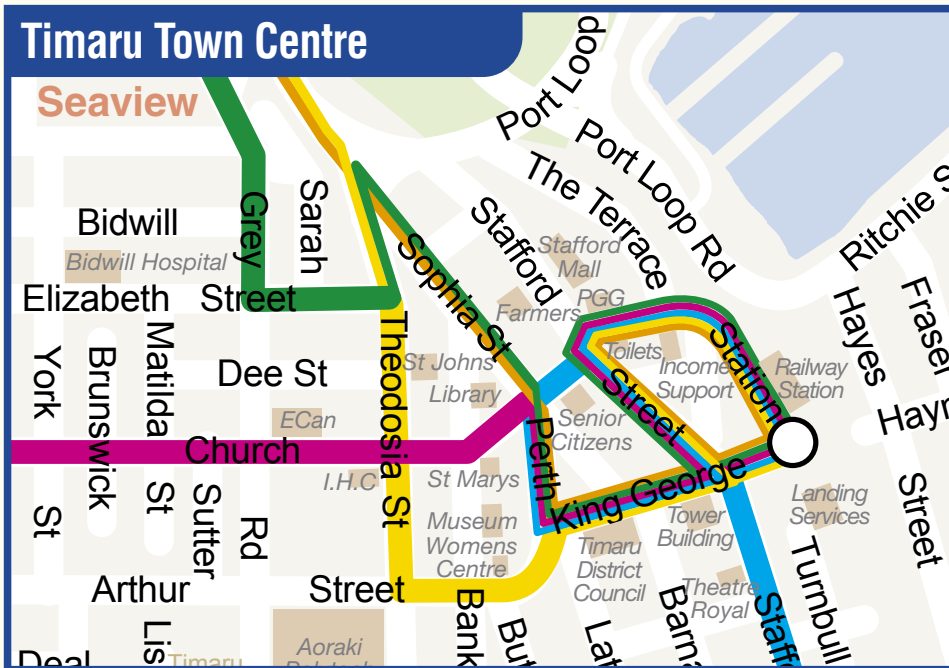 Timaru Town Centre
Seaview
Port Loop
Port Loop Rd
The Terrace
Ritchie
Bidwill
Bidwill Hospital
Grey
Sarah
Stafford
Stafford
Mall
PGG
Farmers
Sophia St
Elizabeth Street
Hayes
Fraser
York
Brunswick
Matilda
Dee St
Theodosia St
St Johns
Library
Toilets
Income
Support
Station
Railway
Station
Street
Senior
Citizens
ECan
Church
I.H.C
St Marys
Perth
King George
Tower
Building
Landing
Services
Street
St
St
Sutter
Rd
Museum
Womens
Centre
Timaru
District
Council
Theatre
Royal
Turnbull
Arthur Street
Bank
Aoraki
Timaru